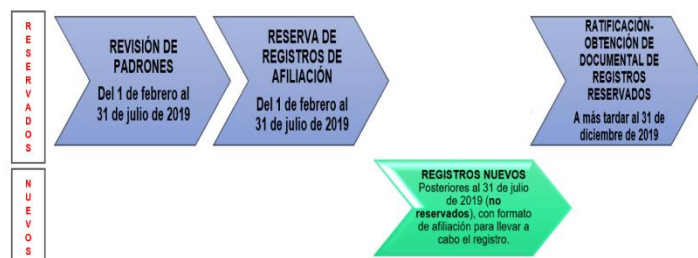 RESERVADOS
REVISIÓN DE
PADRONES
Del 1 de febrero al
31 de julio de 2019
RESERVA DE
REGISTROS DE
AFILIACIÓN
Del 1 de febrero al
31 de julio de 2019
RATIFICACIÓN-
OBTENCIÓN DE
DOCUMENTAL DE
REGISTROS
RESERVADOS
A más tardar al 31 de
diciembre de 2019
NUEVOS
REGISTROS NUEVOS
Posteriores al 31 de julio
de 2019 (no
reservados), con formato
de afiliación para llevar a
cabo el registro.